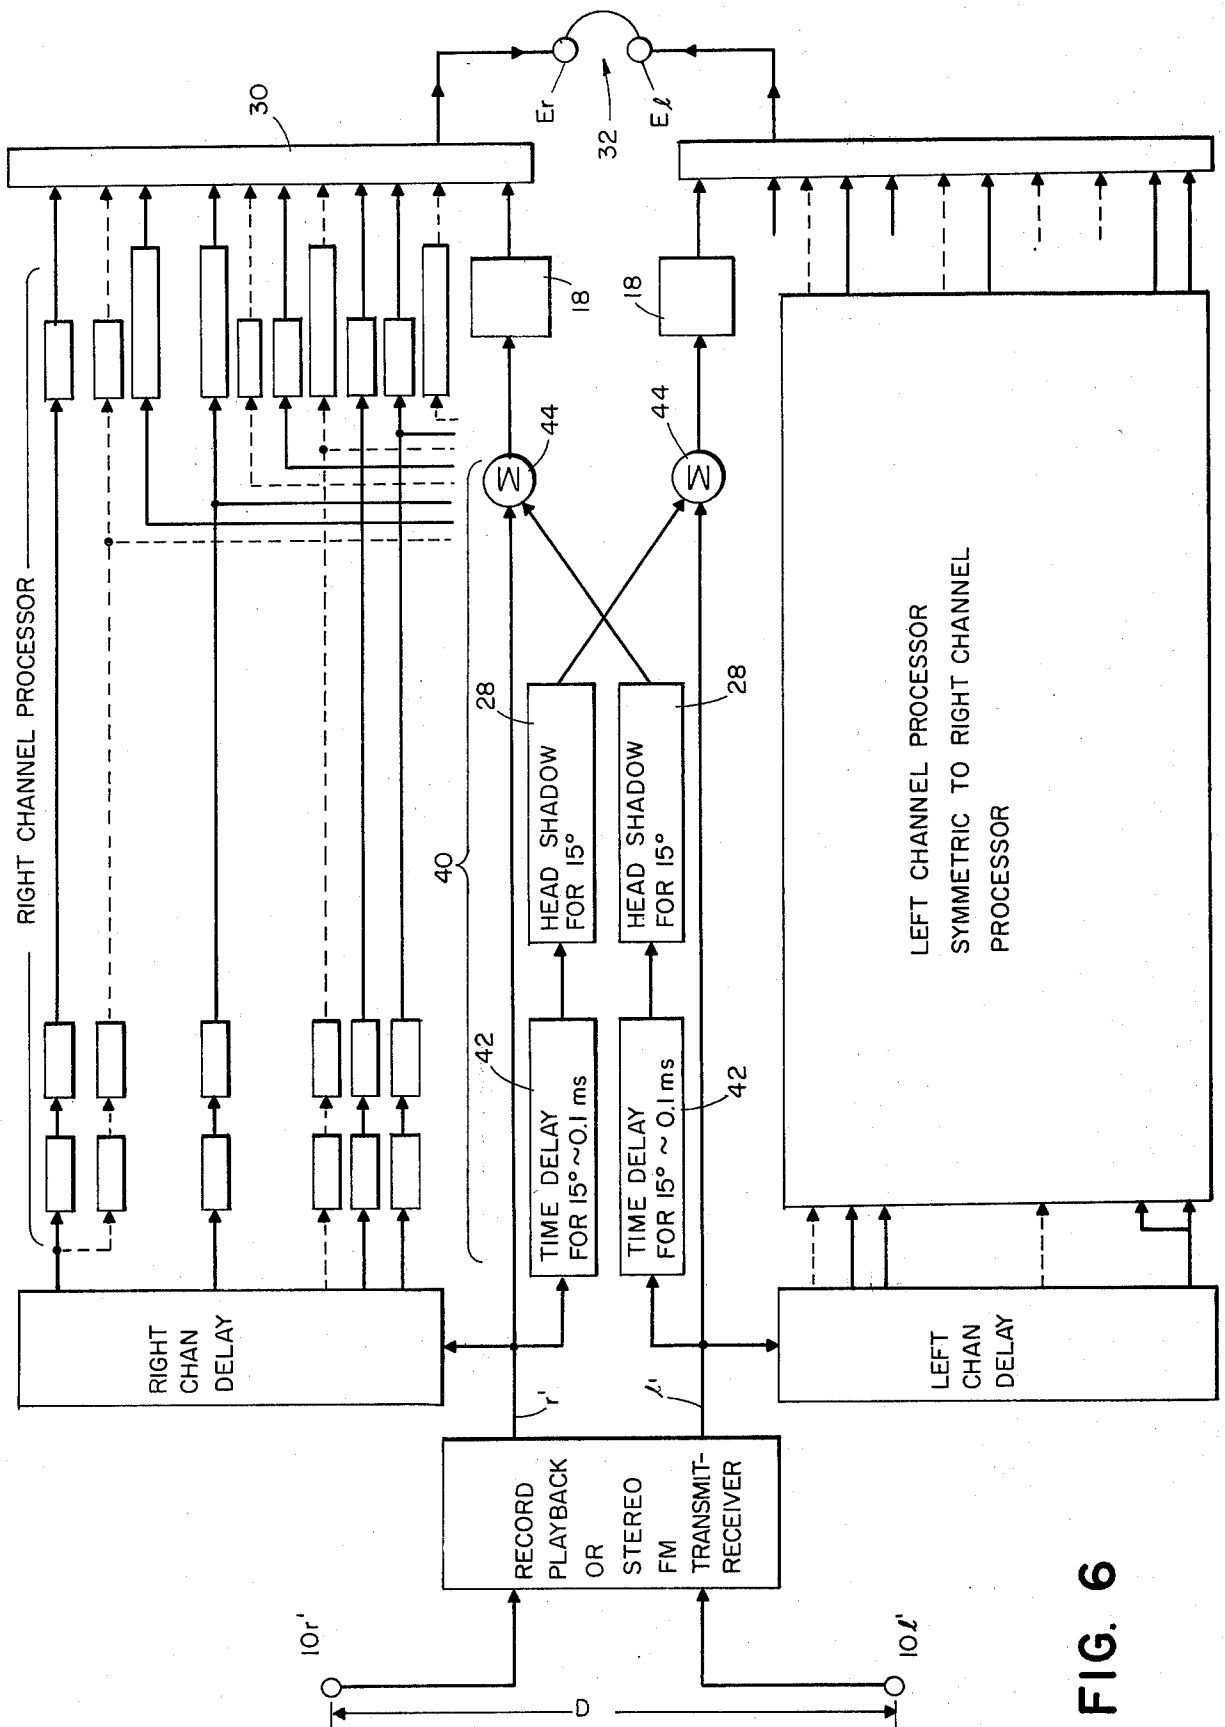 RIGHT CHANNEL PROCESSOR
30
Er
El
32
18
18
44
44
40
28
HEAD SHADOW
FOR 15°
HEAD SHADOW
FOR 15°
28
42
TIME DELAY
FOR 15° ~ 0.1 ms
TIME DELAY
FOR 15° ~ 0.1 ms
42
Σ
Σ
RIGHT
CHAN
DELAY
LEFT
CHAN
DELAY
LEFT CHANNEL PROCESSOR
SYMMETRIC TO RIGHT CHANNEL
PROCESSOR
r'
l'
RECORD
PLAYBACK
OR
STEREO
FM
TRANSMIT-
RECEIVER
10r'
10l'
D
FIG. 6